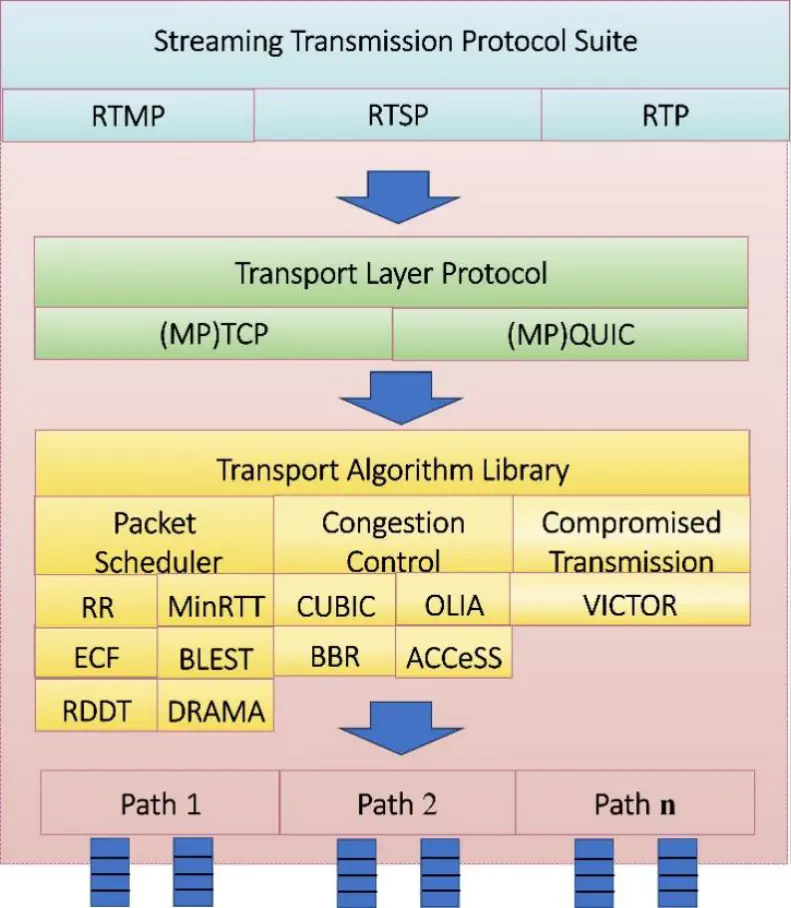 Streaming Transmission Protocol Suite
RTMP RTSP RTP
Transport Layer Protocol
(MP)TCP (MP)QUIC
Transport Algorithm Library
Packet
Scheduler
Congestion
Control
Compromised
Transmission
RR MinRTT CUBIC OLIA VICTOR
ECF BLEST BBR ACCeSS
RDDT DRAMA
Path 1 Path 2 Path n